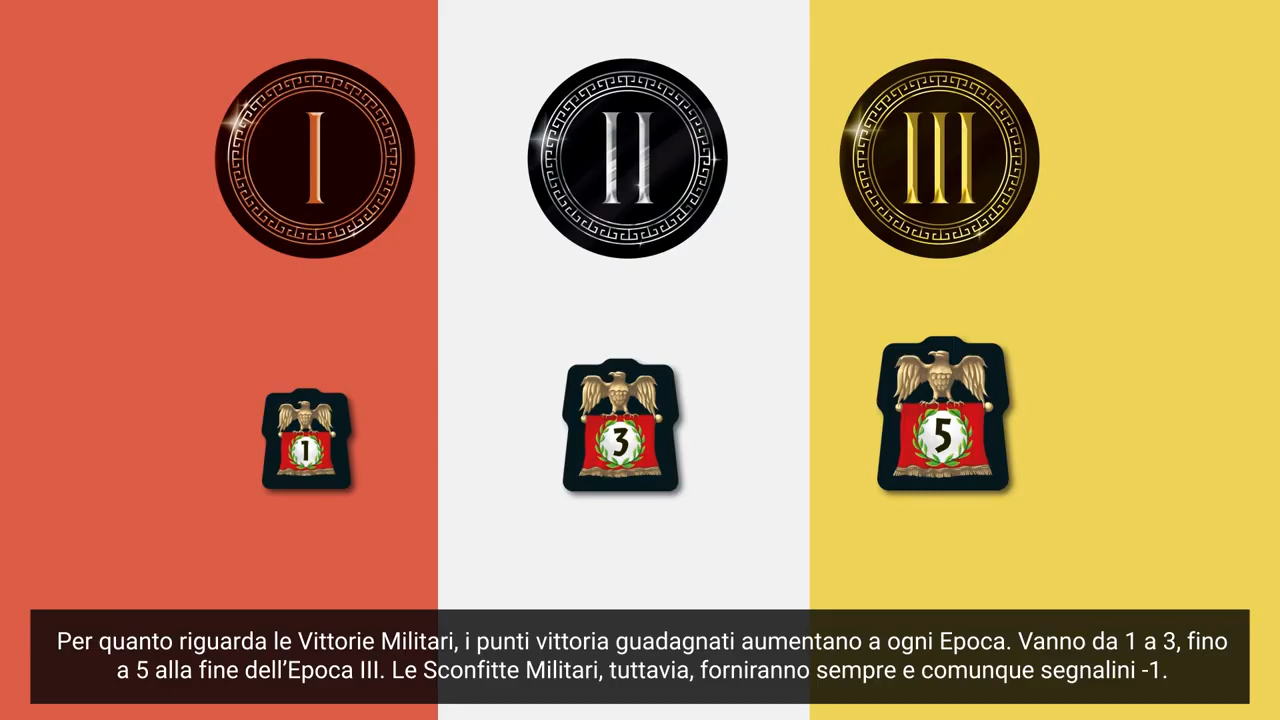 I II III
1 3 5
Per quanto riguarda le Vittorie Militari, i punti vittoria guadagnati aumentano a ogni Epoca. Vanno da 1 a 3, fino
a 5 alla fine dell’Epoca III. Le Sconfitte Militari, tuttavia, forniranno sempre e comunque segnalini -1.